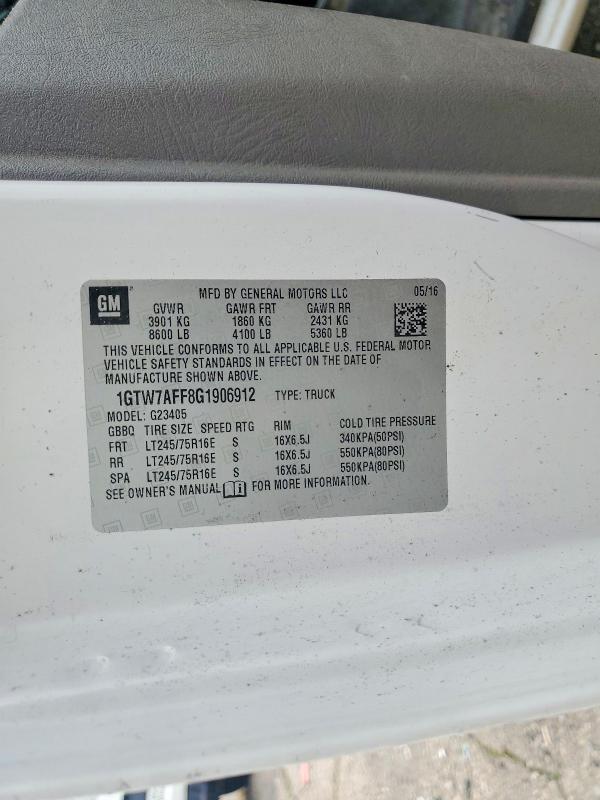 GM
MFD BY GENERAL MOTORS LLC 05/16
GVWR GAWR FRT GAWR RR
3901 KG 1860 KG 2431 KG
8600 LB 4100 LB 5360 LB
THIS VEHICLE CONFORMS TO ALL APPLICABLE U.S. FEDERAL MOTOR
VEHICLE SAFETY STANDARDS IN EFFECT ON THE DATE OF
MANUFACTURE SHOWN ABOVE.
1GTW7AFF8G1906912 TYPE: TRUCK
MODEL: G23405
GBBQ TIRE SIZE SPEED RTG RIM COLD TIRE PRESSURE
FRT LT245/75R16E S 16X6.5J 340KPA(50PSI)
RR LT245/75R16E S 16X6.5J 550KPA(80PSI)
SPA LT245/75R16E S 16X6.5J 550KPA(80PSI)
SEE OWNER'S MANUAL FOR MORE INFORMATION.